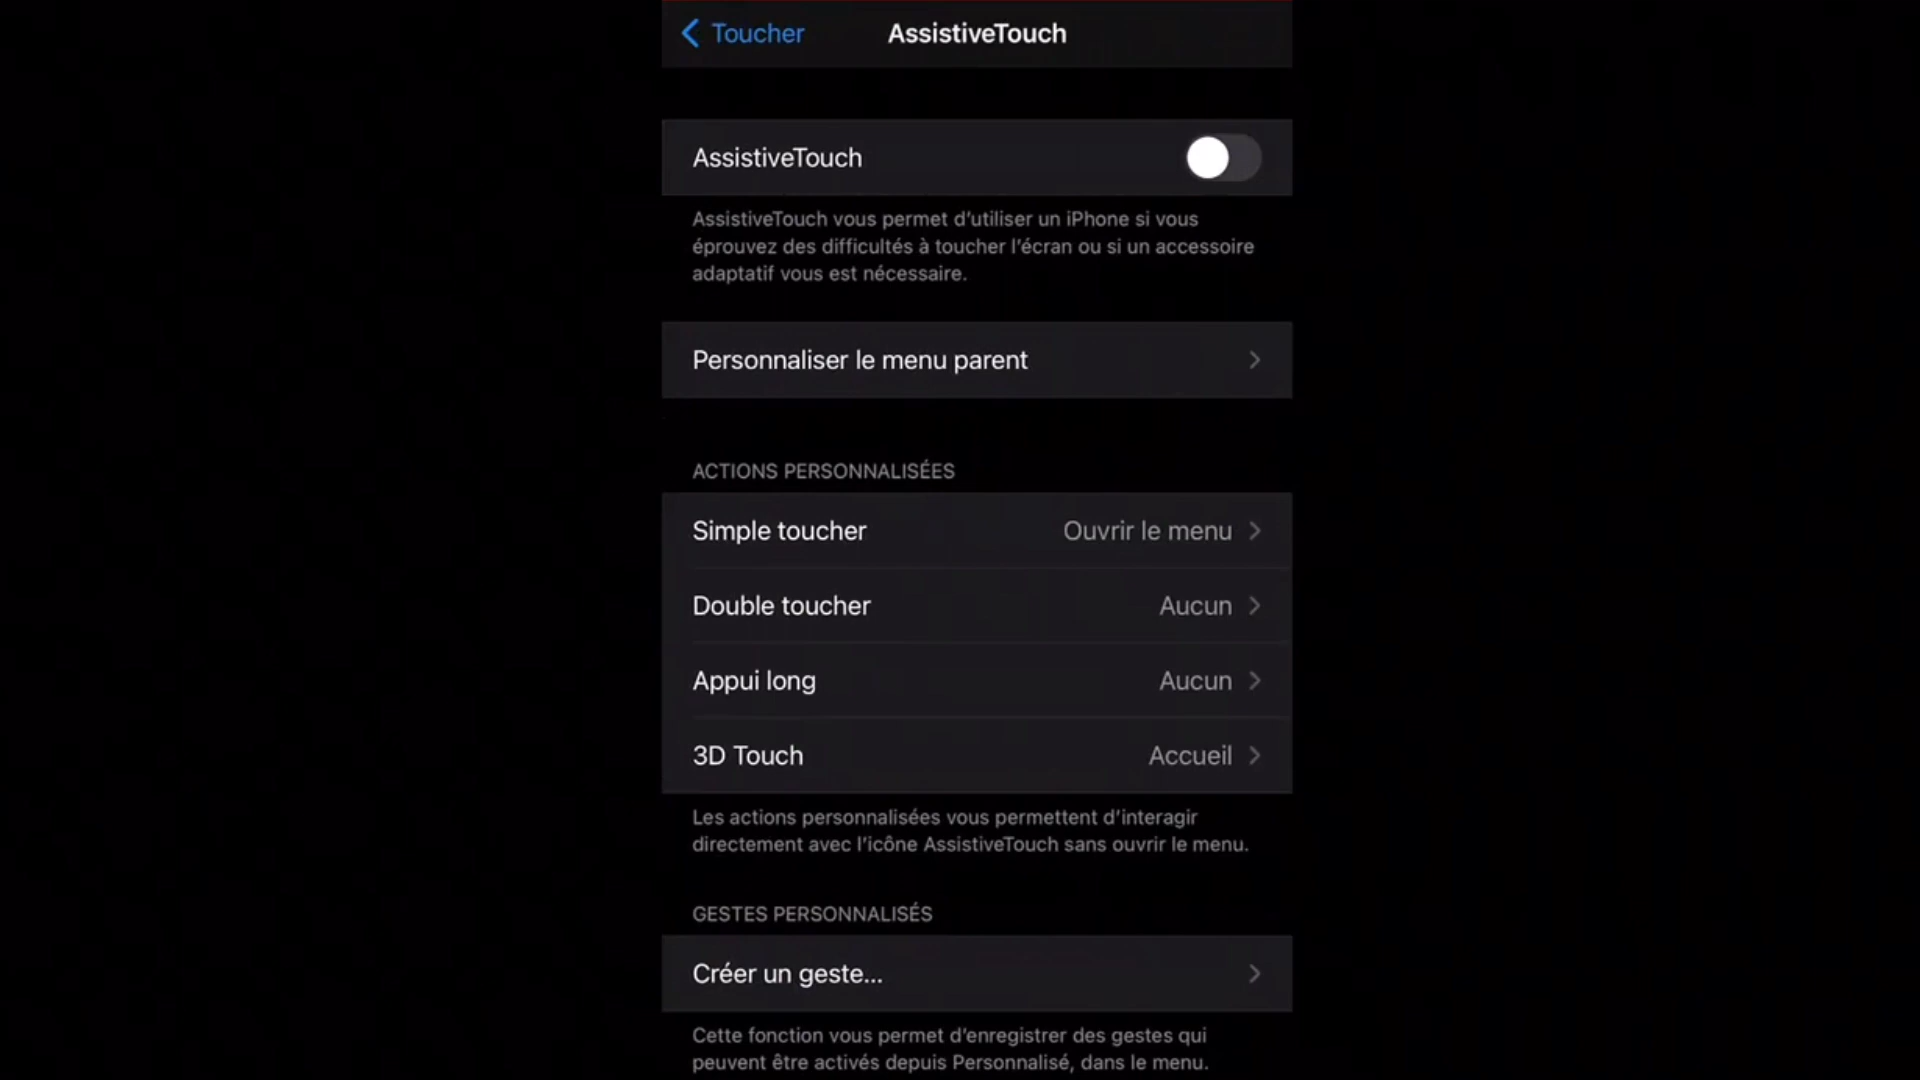 Toucher
AssistiveTouch
AssistiveTouch
AssistiveTouch vous permet d’utiliser un iPhone si vous
éprouvez des difficultés à toucher l’écran ou si un accessoire
adaptatif vous est nécessaire.
Personnaliser le menu parent
ACTIONS PERSONNALISÉES
Simple toucher Ouvrir le menu
Double toucher Aucun
Appui long Aucun
3D Touch Accueil
Les actions personnalisées vous permettent d’interagir
directement avec l’icône AssistiveTouch sans ouvrir le menu.
GESTES PERSONNALISÉS
Créer un geste...
Cette fonction vous permet d’enregistrer des gestes qui
peuvent être activés depuis Personnalisé, dans le menu.